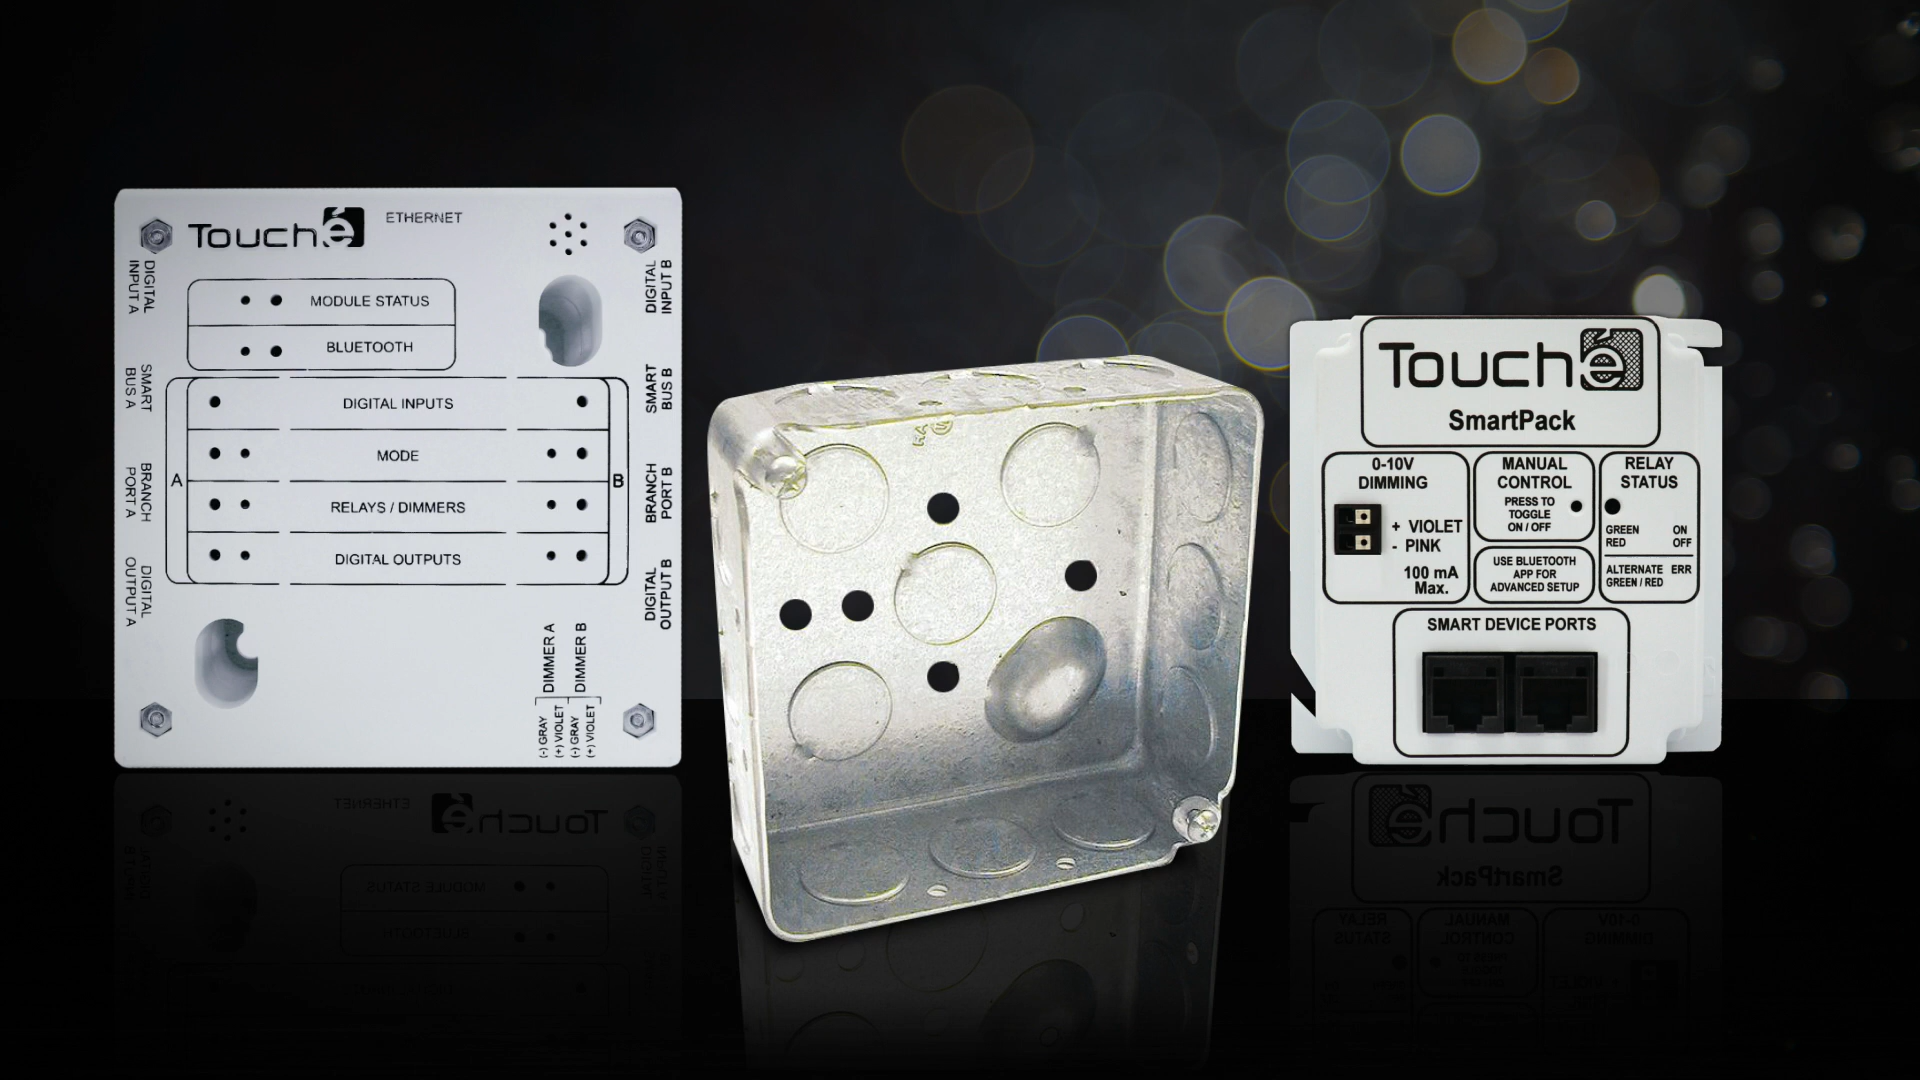 Touché
ETHERNET
DIGITAL
INPUT A
SMART
BUS A
BRANCH
PORT A
DIGITAL
OUTPUT A
MODULE STATUS
BLUETOOTH
DIGITAL INPUTS
MODE
A
B
RELAYS / DIMMERS
DIGITAL OUTPUTS
DIGITAL
INPUT B
SMART
BUS B
BRANCH
PORT B
DIGITAL
OUTPUT B
DIMMER A
DIMMER B
(-) GRAY
(+) VIOLET
(-) GRAY
(+) VIOLET
Touché
SmartPack
0-10V
DIMMING
+ VIOLET
- PINK
100 mA
Max.
MANUAL
CONTROL
PRESS TO
TOGGLE
ON / OFF
USE BLUETOOTH
APP FOR
ADVANCED SETUP
RELAY
STATUS
GREEN ON
RED OFF
ALTERNATE ERR
GREEN / RED
SMART DEVICE PORTS